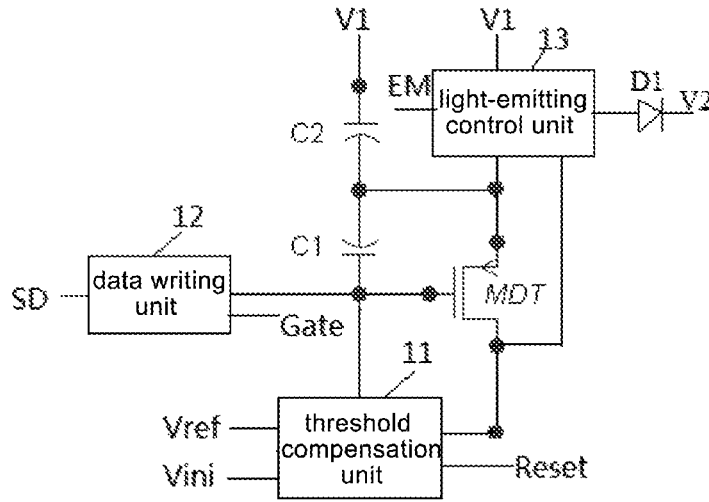 V1
V1
13
EM
light-emitting
control unit
D1
V2
C2
12
C1
SD
data writing
unit
MDT
Gate
11
Vref
threshold
compensation
unit
Vini
Reset